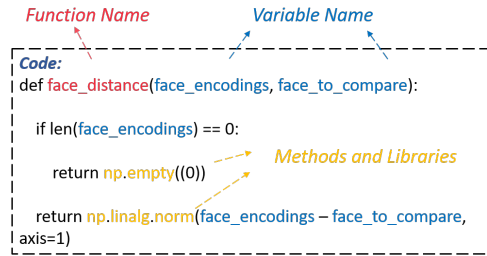 Function Name
Variable Name
Code:
def face_distance(face_encodings, face_to_compare):
if len(face_encodings) == 0:
Methods and Libraries
return np.empty((0))
return np.linalg.norm(face_encodings – face_to_compare,
axis=1)